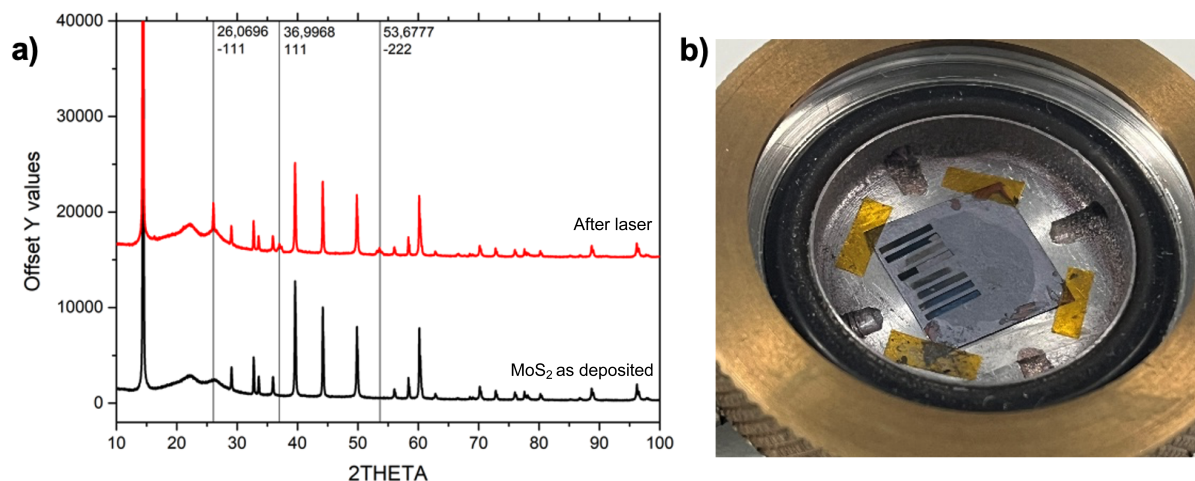 a)
b)
40000
30000
20000
10000
0
Offset Y values
26,0696
-111
36,9968
111
53,6777
-222
After laser
MoS₂ as deposited
10 20 30 40 50 60 70 80 90 100
2THETA